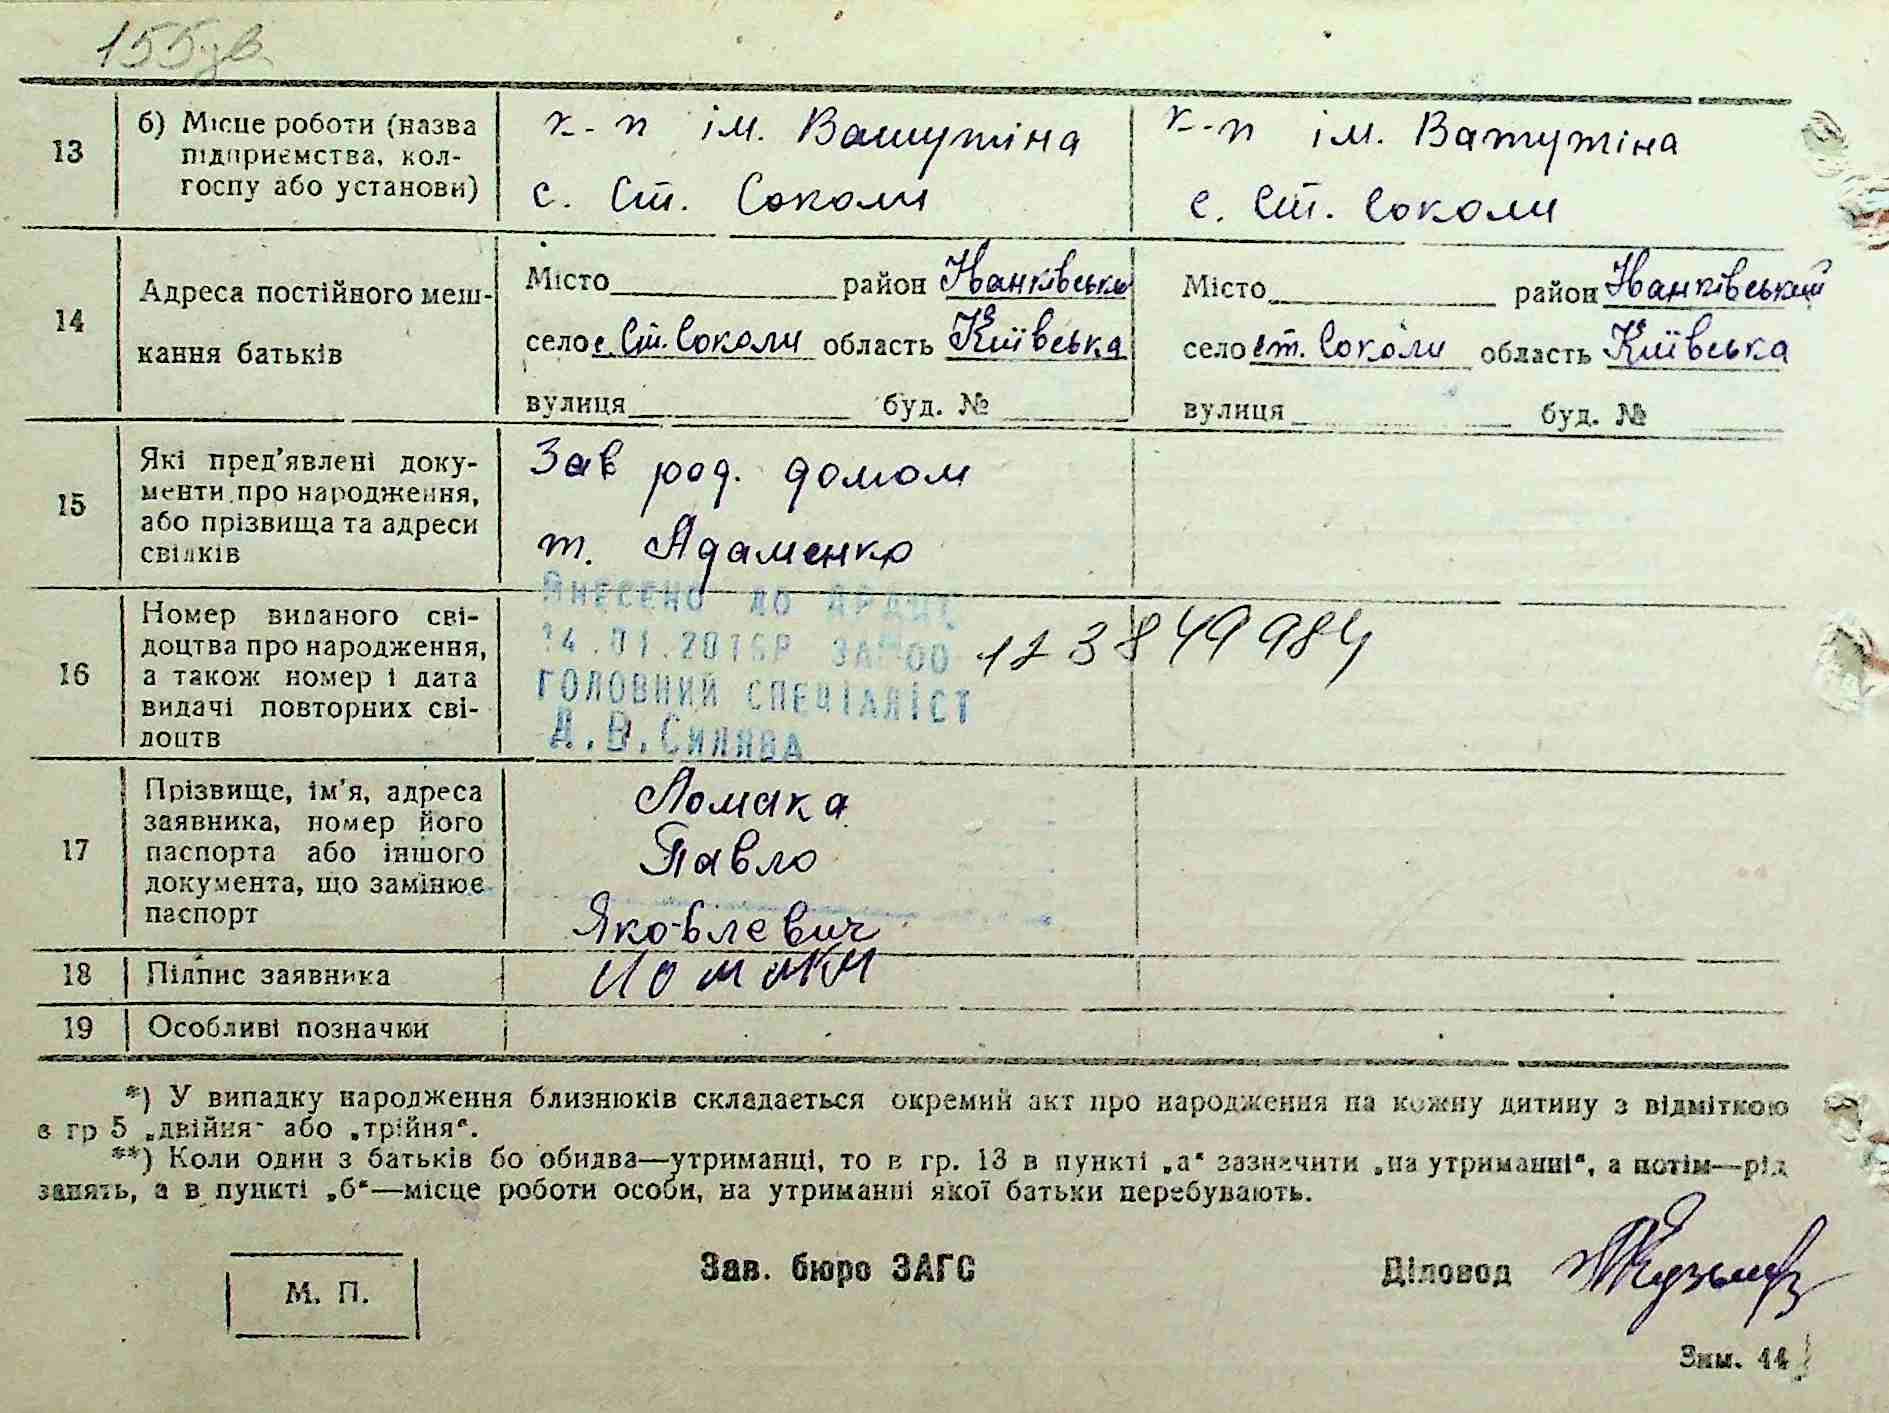 155зв.
13 б) Місце роботи (назва підприємства, колгоспу або установи)
к-п ім. Ватутіна
с. Ст. Соколи
к-п ім. Ватутіна
с. Ст. Соколи
14 Адреса постійного мешкання батьків
Місто район Іванківськ
село с. Ст. Соколи область Київська
вулиця буд. №
Місто район Іванківський
село ст. Соколи область Київська
вулиця буд. №
15 Які пред'явлені документи про народження, або прізвища та адреси свідків
Зав род. домом
т. Адаменко
16 Номер виданого свідоцтва про народження, а також номер і дата видачі повторних свідоцтв
Внесено до ДРАЦС
14.01.2016р за №00 123849984
головний спеціаліст
Д.В.Силява
17 Прізвище, ім'я, адреса заявника, номер його паспорта або іншого документа, що замінює паспорт
Ломака
Павло
Яковлевич
18 Підпис заявника
Ломака
19 Особливі позначки
*) У випадку народження близнюків складається окремий акт про народження на кожну дитину з відміткою
в гр 5 „двійня" або „трійня".
**) Коли один з батьків бо обидва—утриманці, то в гр. 13 в пункті „а" зазначити „на утриманні", а потім—рід
занять, а в пункті „б"—місце роботи особи, на утриманні якої батьки перебувають.
М. П.
Зав. бюро ЗАГС
Діловод
Зам. 44